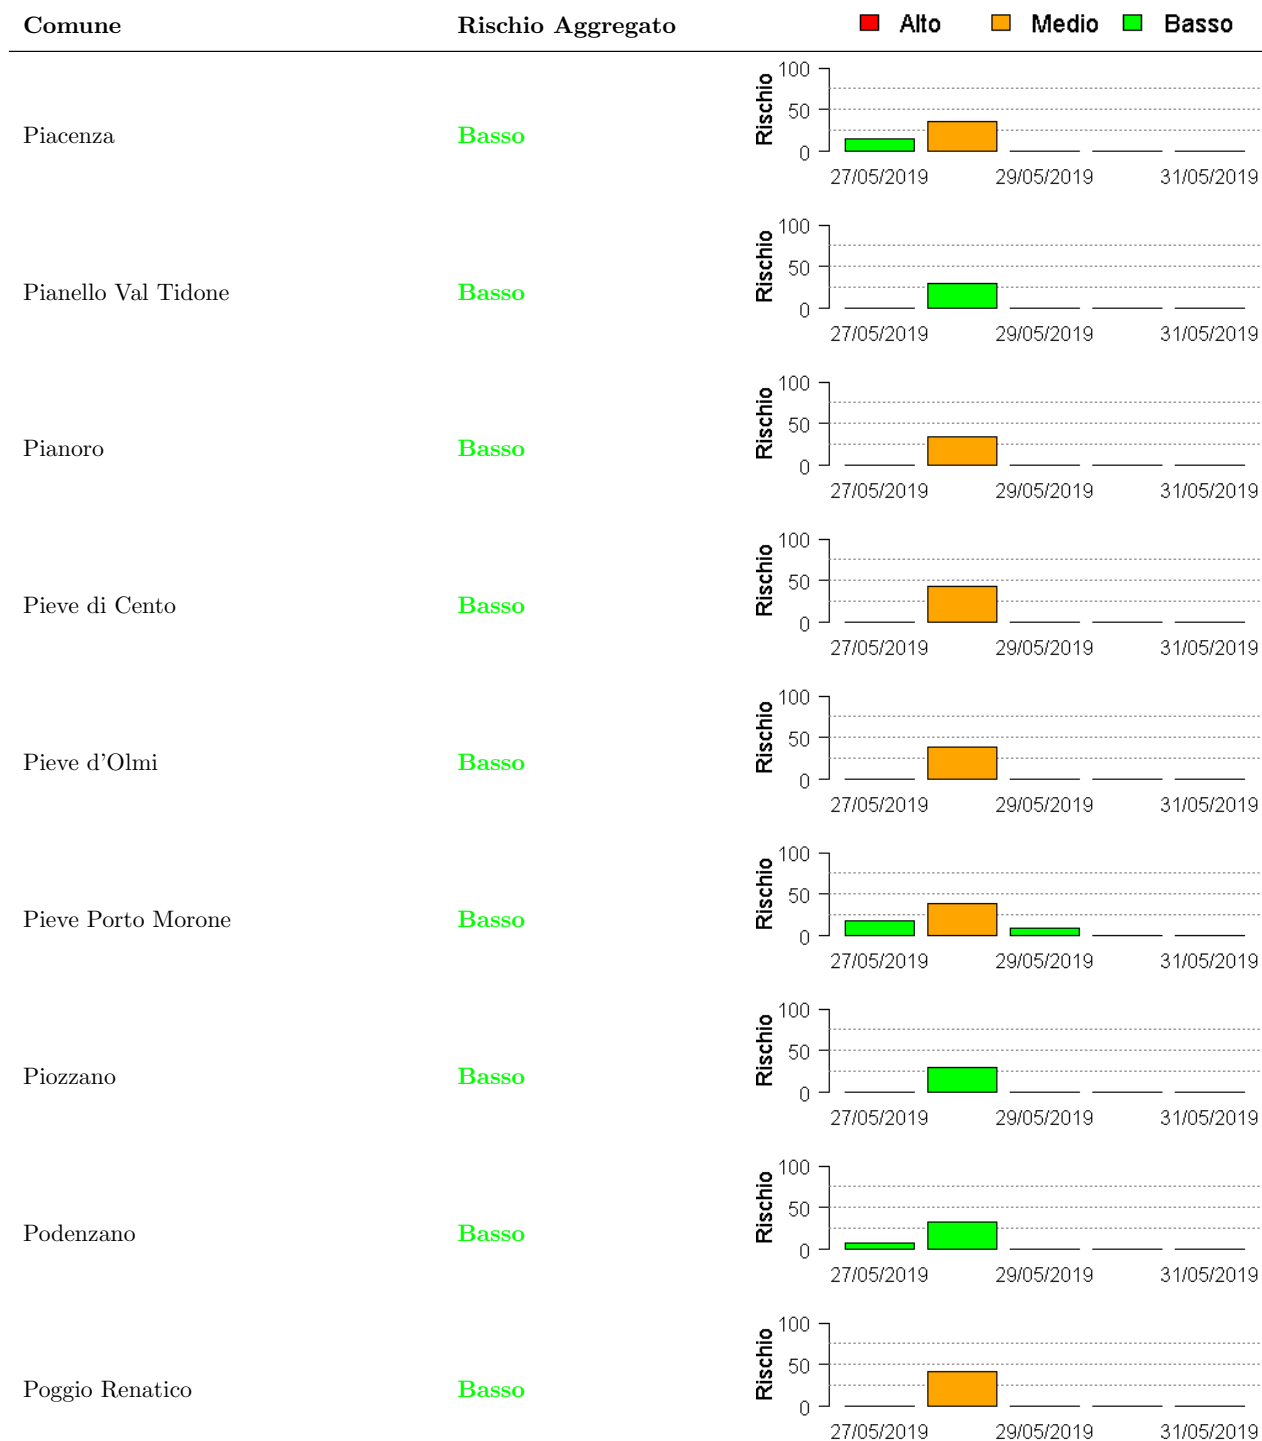 Comune Rischio Aggregato Alto Medio Basso
Piacenza Basso
Rischio
100
50
0
27/05/2019 29/05/2019 31/05/2019
Pianello Val Tidone Basso
Rischio
100
50
0
27/05/2019 29/05/2019 31/05/2019
Pianoro Basso
Rischio
100
50
0
27/05/2019 29/05/2019 31/05/2019
Pieve di Cento Basso
Rischio
100
50
0
27/05/2019 29/05/2019 31/05/2019
Pieve d'Olmi Basso
Rischio
100
50
0
27/05/2019 29/05/2019 31/05/2019
Pieve Porto Morone Basso
Rischio
100
50
0
27/05/2019 29/05/2019 31/05/2019
Piozzano Basso
Rischio
100
50
0
27/05/2019 29/05/2019 31/05/2019
Podenzano Basso
Rischio
100
50
0
27/05/2019 29/05/2019 31/05/2019
Poggio Renatico Basso
Rischio
100
50
0
27/05/2019 29/05/2019 31/05/2019